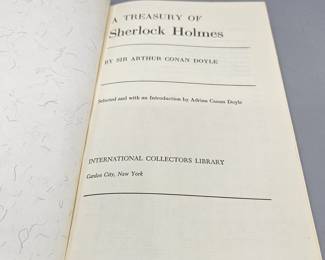 A TREASURY OF
Sherlock Holmes
BY SIR ARTHUR CONAN DOYLE
Selected and with an Introduction by Adrian Conan Doyle
INTERNATIONAL COLLECTORS LIBRARY
Garden City, New York